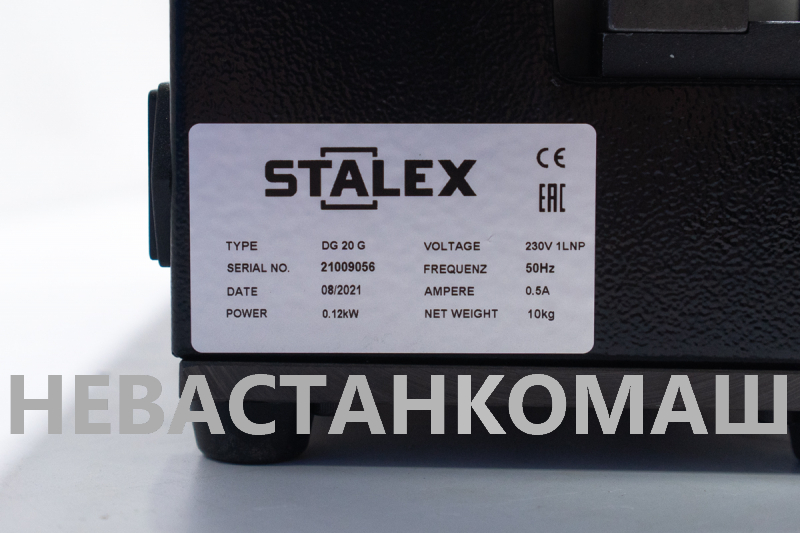 STALEX
CE
EAC
TYPE DG 20 G VOLTAGE 230V 1LNP
SERIAL NO. 21009056 FREQUENZ 50Hz
DATE 08/2021 AMPERE 0.5A
POWER 0.12kW NET WEIGHT 10kg
НЕВАСТАНКОМАШ